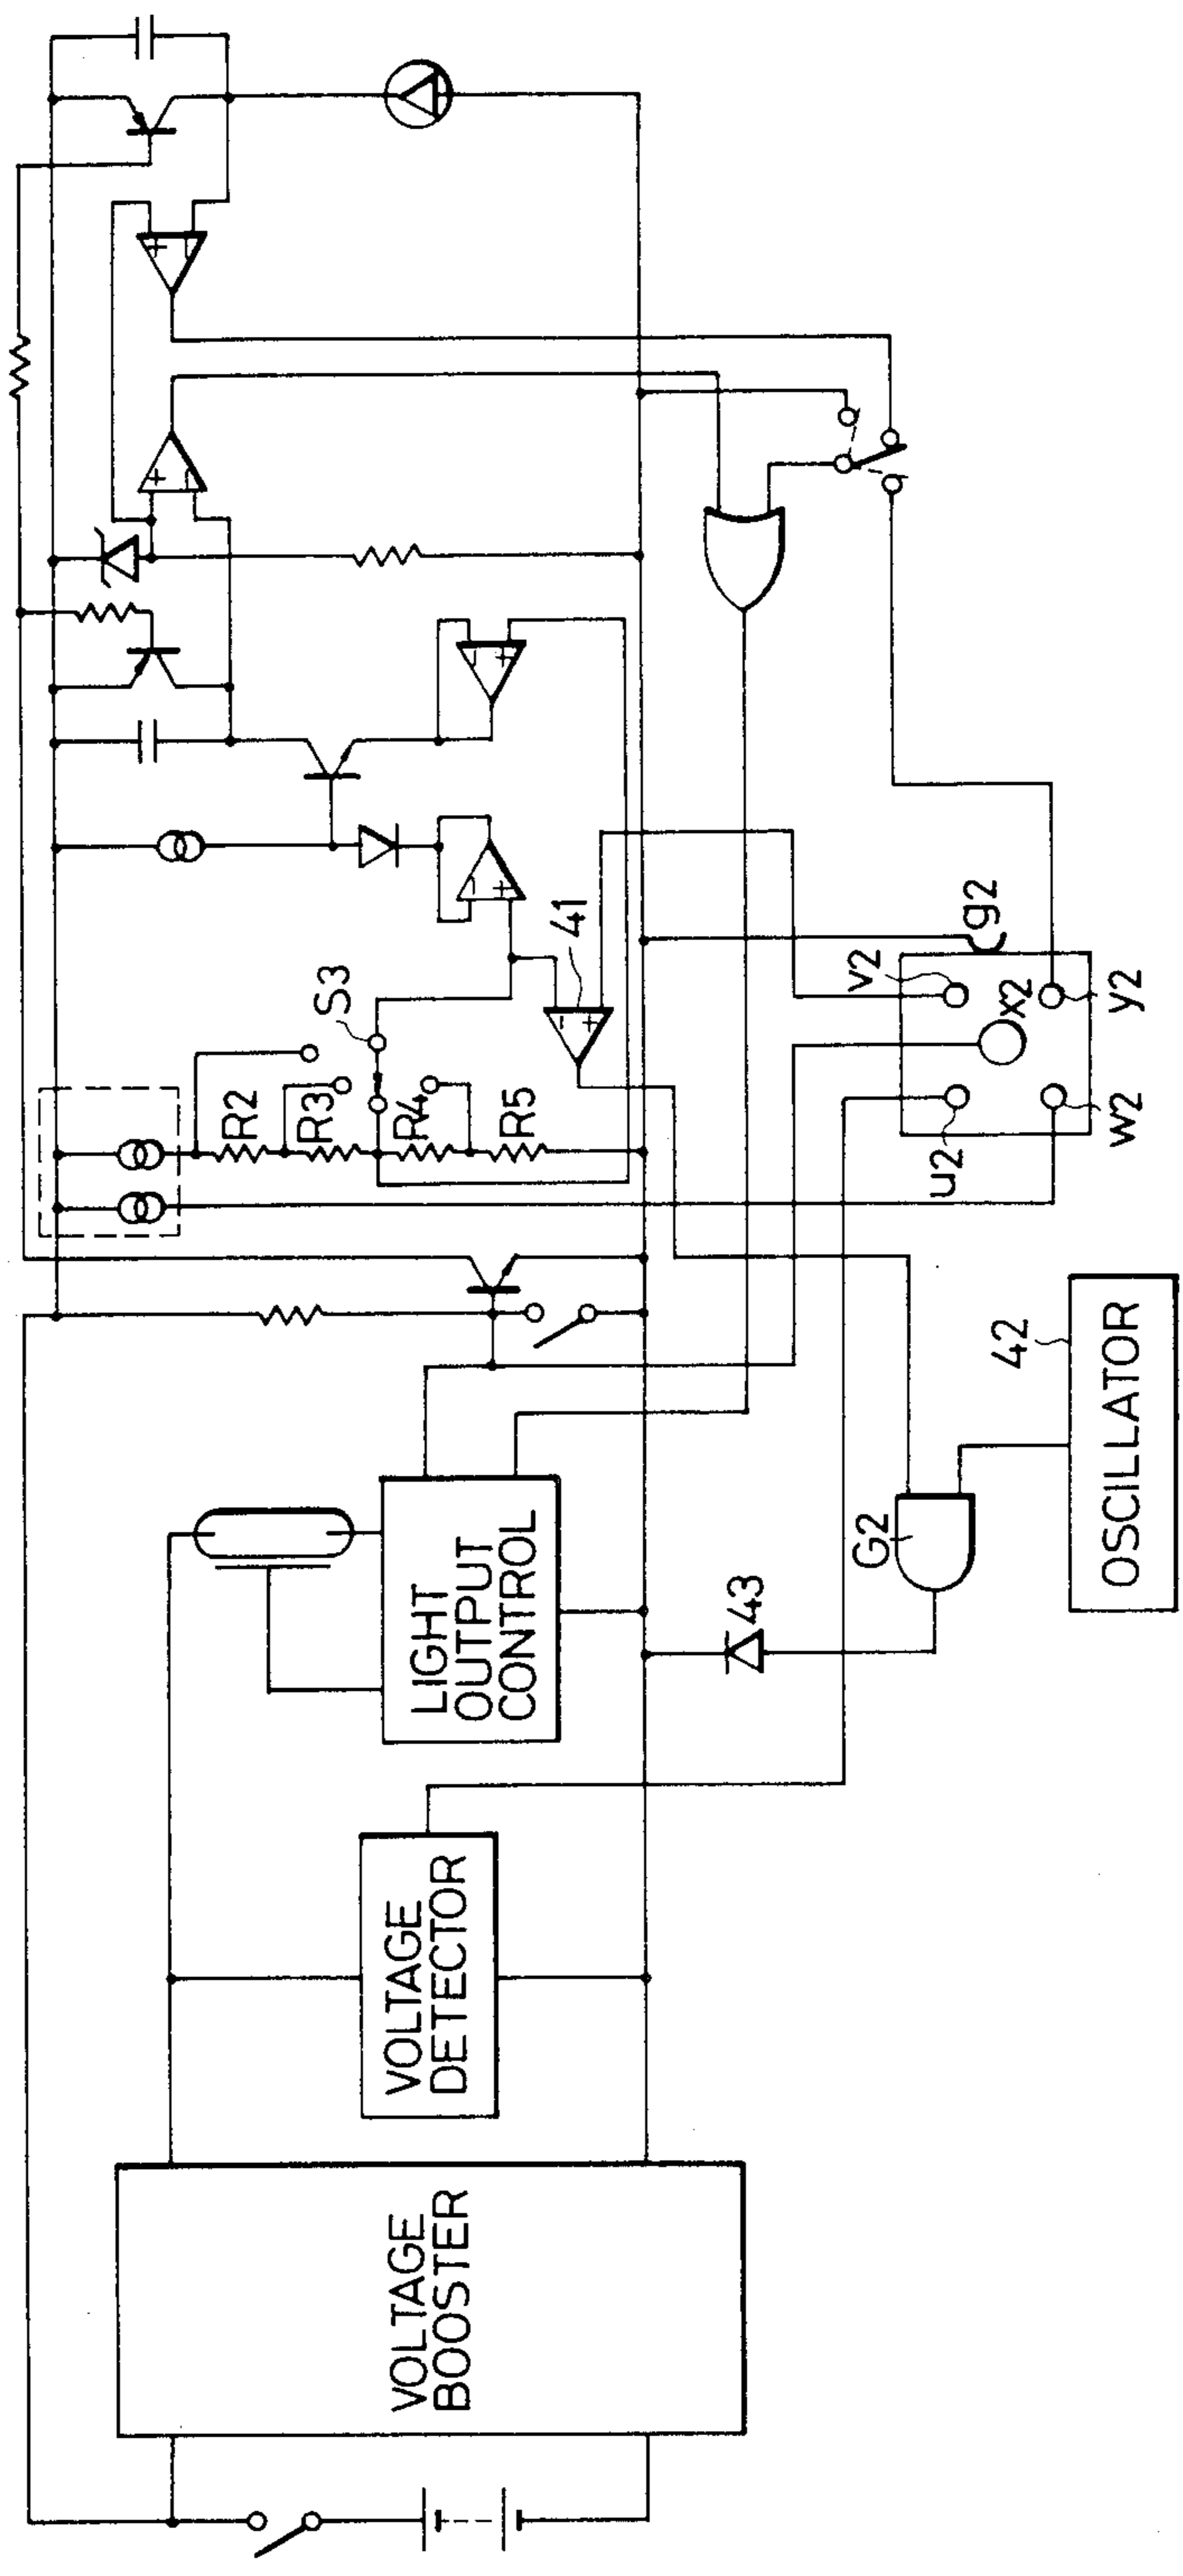 VOLTAGE
BOOSTER
VOLTAGE
DETECTOR
LIGHT
OUTPUT
CONTROL
43
G2
OSCILLATOR
42
R2
R3
R4
R5
S3
41
-
+
-
+
-
+
+
-
+
-
u2
v2
w2
x2
y2
g2